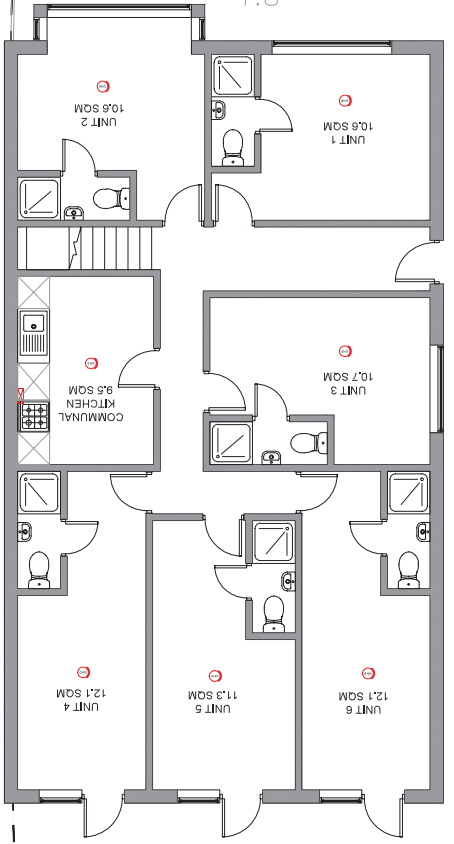 UNIT 6
12.1 SQM
UNIT 5
11.3 SQM
UNIT 4
12.1 SQM
COMMUNAL
KITCHEN
9.5 SQM
UNIT 3
10.7 SQM
UNIT 1
10.6 SQM
UNIT 2
10.6 SQM